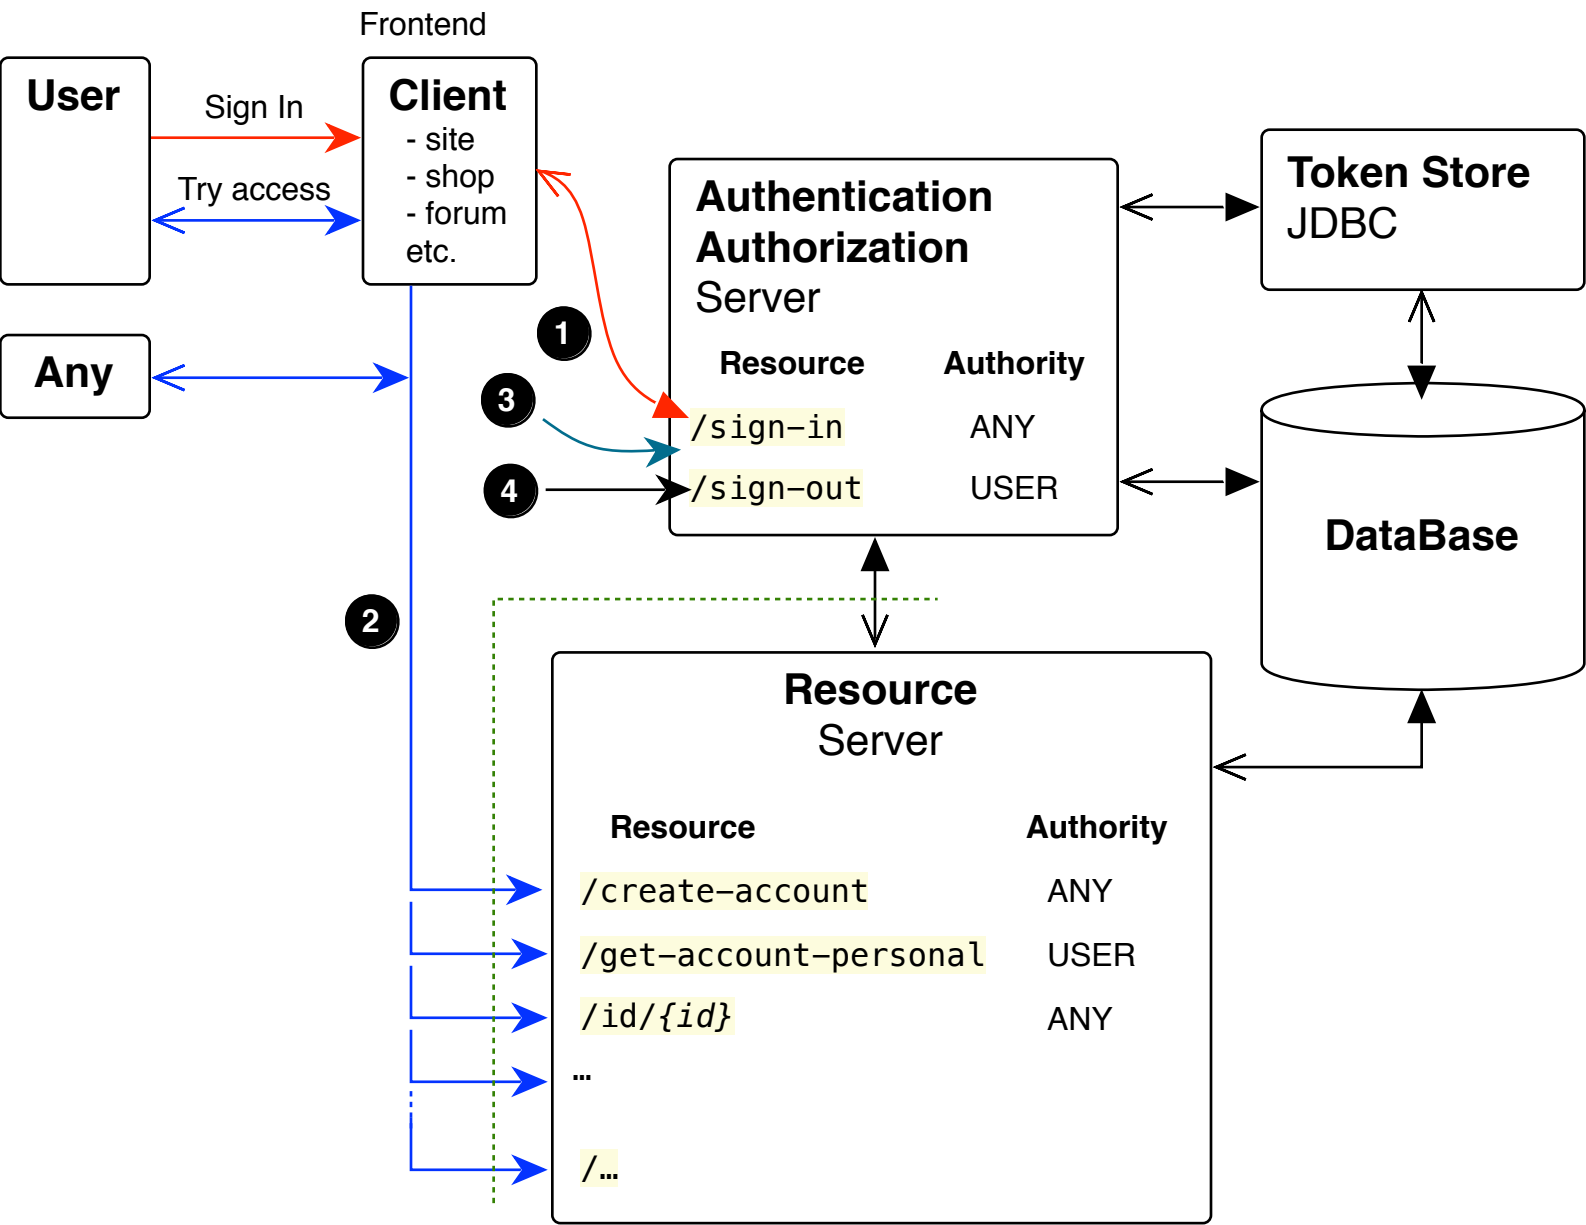 Frontend
User
Sign In
Try access
Client
- site
- shop
- forum
etc.
Any
1
3
4
2
Authentication
Authorization
Server
Resource Authority
/sign-in ANY
/sign-out USER
Token Store
JDBC
DataBase
Resource
Server
Resource Authority
/create-account ANY
/get-account-personal USER
/id/{id} ANY
…
/…